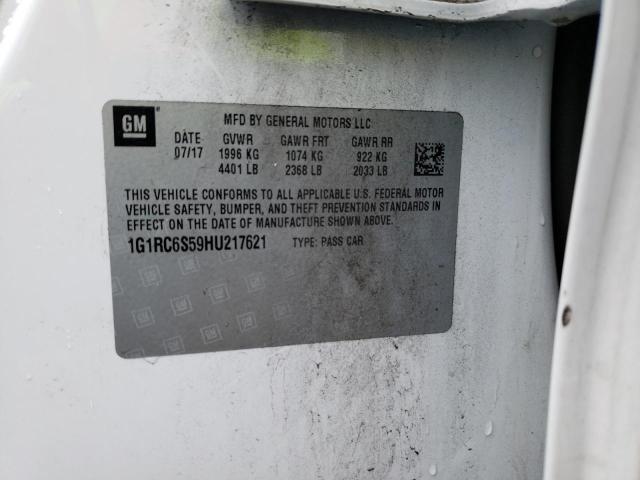 GM
MFD BY GENERAL MOTORS LLC
DATE GVWR GAWR FRT GAWR RR
07/17 1996 KG 1074 KG 922 KG
4401 LB 2368 LB 2033 LB
THIS VEHICLE CONFORMS TO ALL APPLICABLE U.S. FEDERAL MOTOR
VEHICLE SAFETY, BUMPER, AND THEFT PREVENTION STANDARDS IN
EFFECT ON THE DATE OF MANUFACTURE SHOWN ABOVE.
1G1RC6S59HU217621 TYPE: PASS CAR